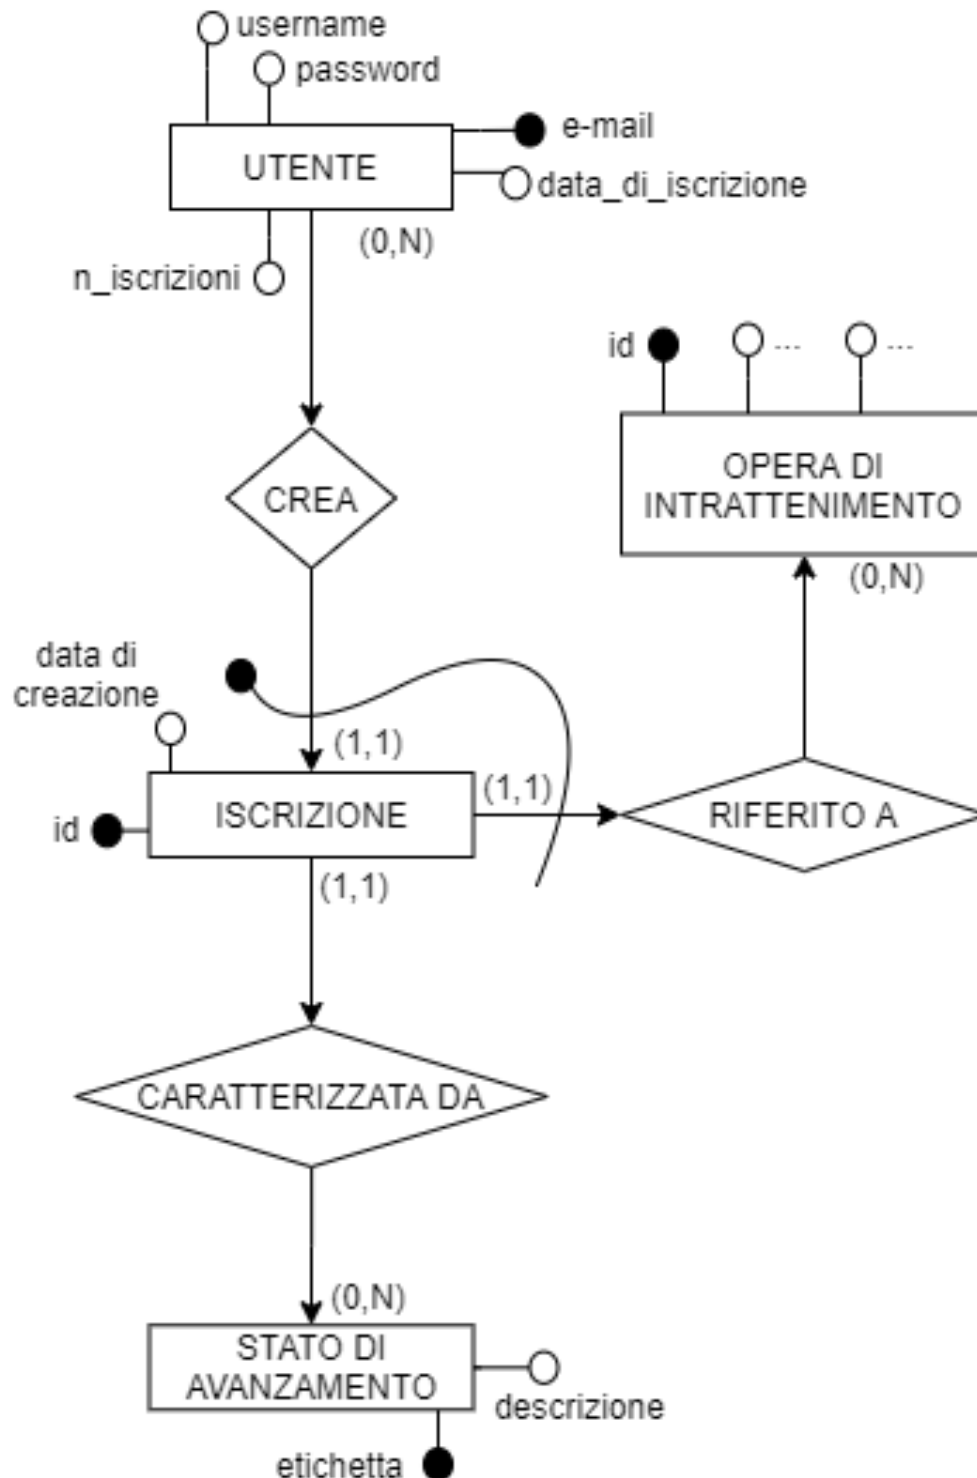 username
password
e-mail
UTENTE
data_di_iscrizione
(0,N)
n_iscrizioni
id
...
...
OPERA DI
INTRATTENIMENTO
(0,N)
CREA
data di
creazione
(1,1)
(1,1)
id
ISCRIZIONE
RIFERITO A
(1,1)
CARATTERIZZATA DA
(0,N)
STATO DI
AVANZAMENTO
descrizione
etichetta